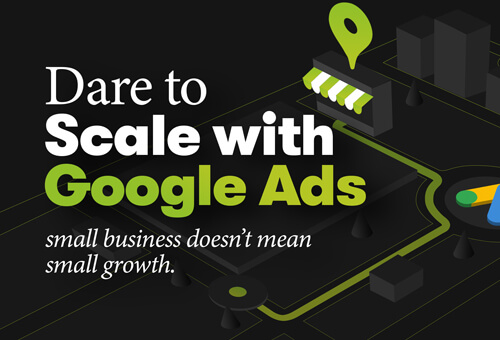 Dare to
Scale with
Google Ads
small business doesn't mean
small growth.